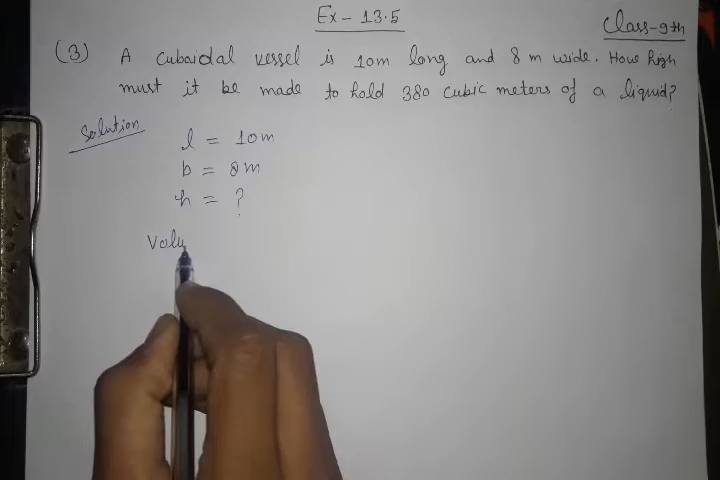 Ex - 13.5
Class-9th
(3) A Cuboidal vessel is 10m long and 8 m wide. How high
must it be made to hold 380 cubic meters of a liquid?
Solution
l = 10m
b = 8m
h = ?
Volu